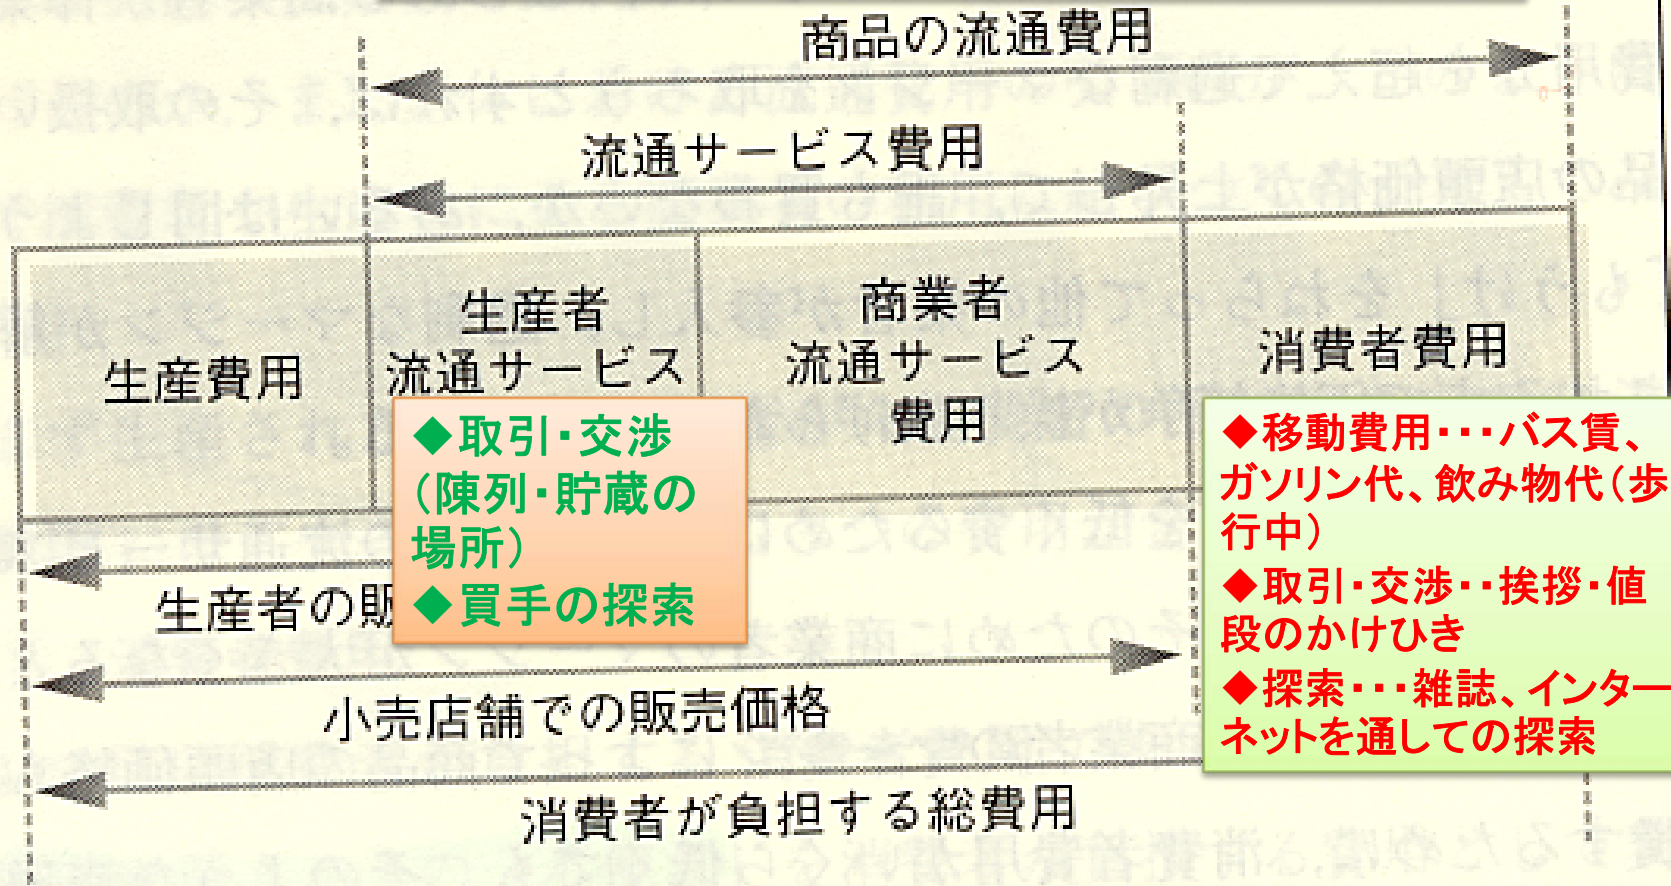 商品の流通費用
流通サービス費用
生産費用
生産者
流通サービス
商業者
流通サービス
費用
消費者費用
◆取引・交渉
（陳列・貯蔵の
場所）
◆買手の探索
◆移動費用・・・バス賃、
ガソリン代、飲み物代（歩
行中）
◆取引・交渉・・挨拶・値
段のかけひき
◆探索・・・雑誌、インター
ネットを通しての探索
生産者の販
小売店舗での販売価格
消費者が負担する総費用